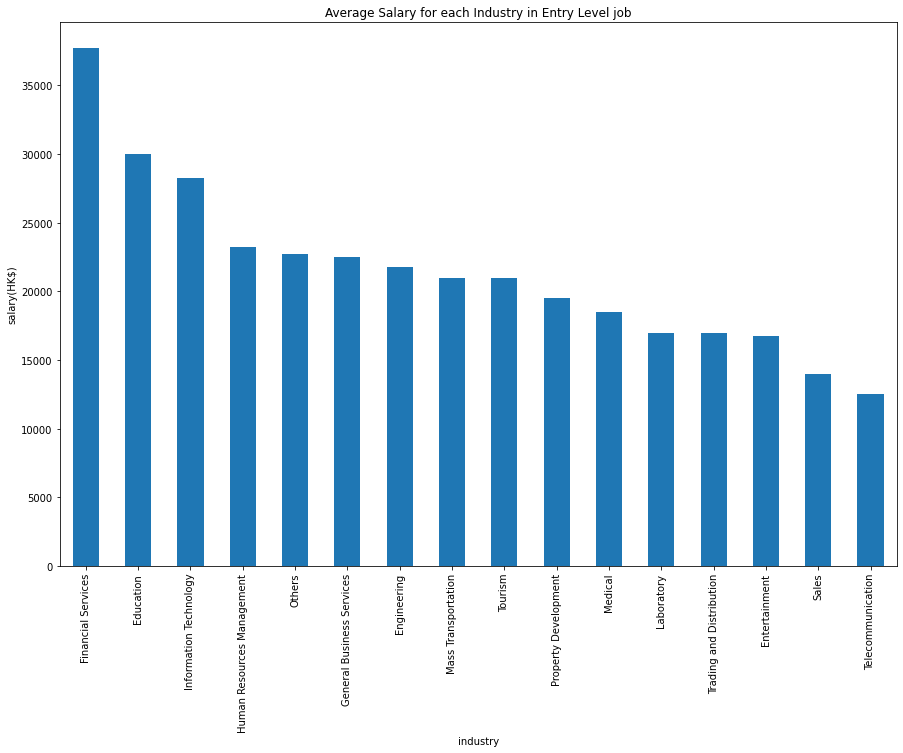 Average Salary for each Industry in Entry Level job
35000
30000
25000
20000
15000
10000
5000
0
salary(HK$)
Financial Services
Education
Information Technology
Human Resources Management
Others
General Business Services
Engineering
Mass Transportation
Tourism
Property Development
Medical
Laboratory
Trading and Distribution
Entertainment
Sales
Telecommunication
industry